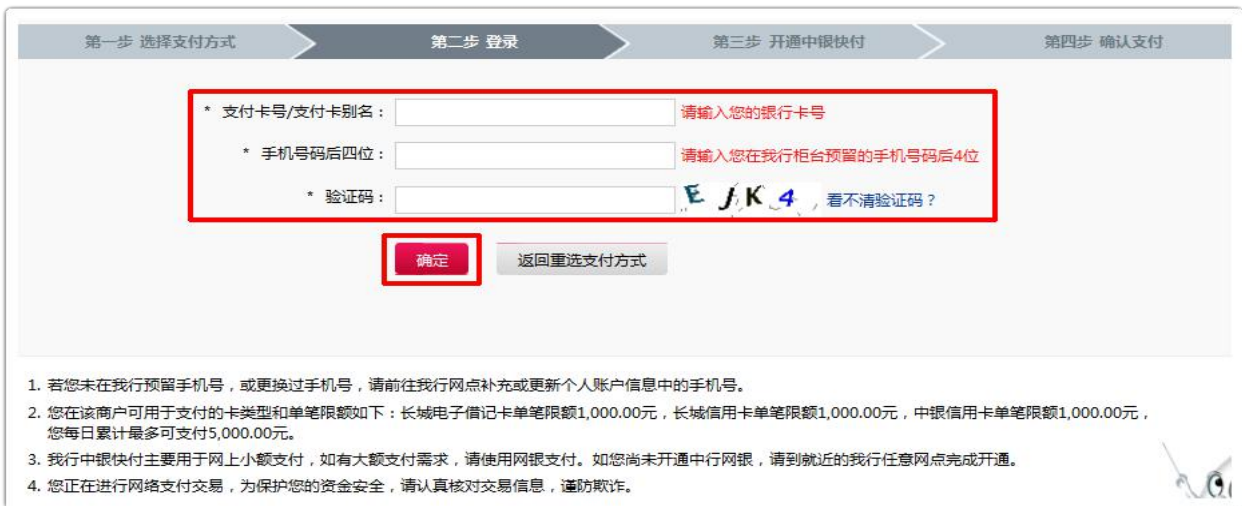 第一步 选择支付方式
第二步 登录
第三步 开通中银快付
第四步 确认支付
* 支付卡号/支付卡别名： 请输入您的银行卡号
* 手机号码后四位： 请输入您在我行柜台预留的手机号码后4位
* 验证码： EJK4 看不清验证码？
确定 返回重选支付方式
1. 若您未在我行预留手机号，或更换过手机号，请前往我行网点补充或更新个人账户信息中的手机号。
2. 您在该商户可用于支付的卡类型和单笔限额如下：长城电子借记卡单笔限额1,000.00元，长城信用卡单笔限额1,000.00元，中银信用卡单笔限额1,000.00元，
您每日累计最多可支付5,000.00元。
3. 我行中银快付主要用于网上小额支付，如有大额支付需求，请使用网银支付。如您尚未开通中行网银，请到就近的我行任意网点完成开通。
4. 您正在进行网络支付交易，为保护您的资金安全，请认真核对交易信息，谨防欺诈。